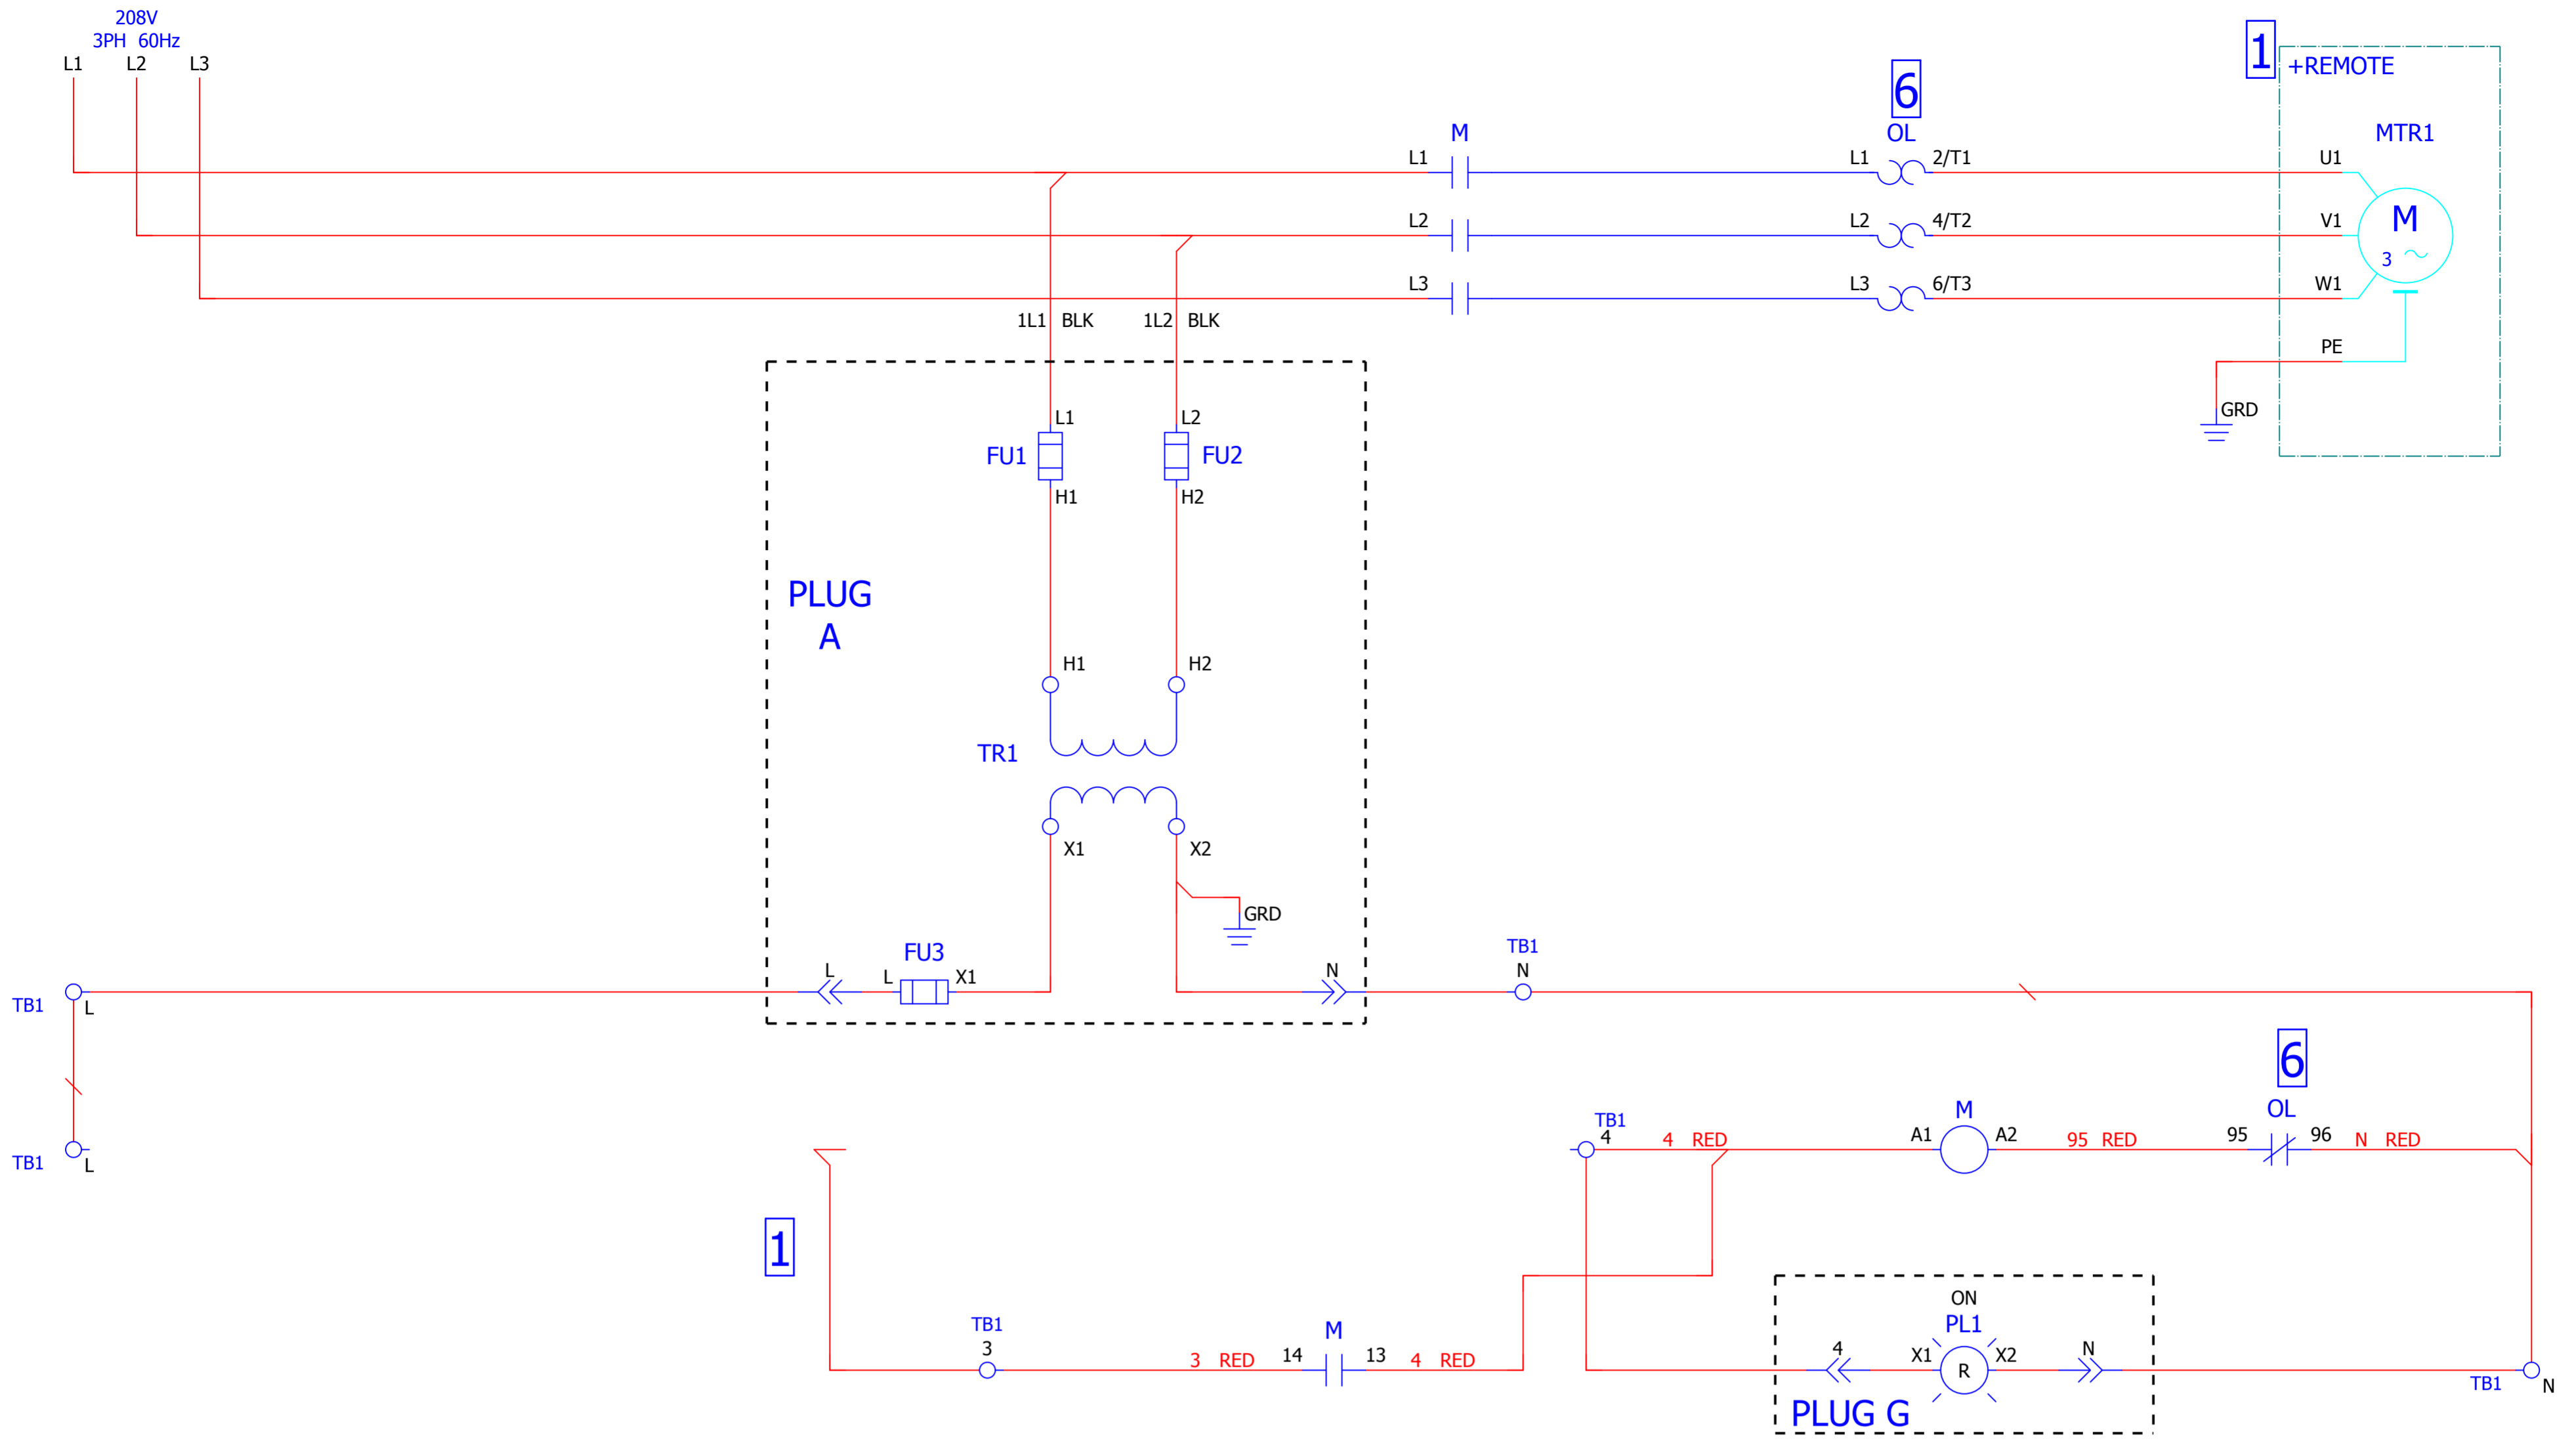 208V
3PH 60Hz
L1 L2 L3
1
+REMOTE
6
OL
M
MTR1
L1 L1 2/T1 U1
L2 L2 4/T2 V1
M
3
L3 L3 6/T3 W1
1L1 BLK 1L2 BLK
PE
GRD
L1 L2
FU1 FU2
H1 H2
PLUG
A
H1 H2
TR1
X1 X2
GRD
FU3
L L X1 N
TB1
N
TB1 L
6
OL
TB1 L
TB1
4
4 RED
M
A1 A2
95 RED
95 96
N RED
1
TB1
3
3 RED
M
14 13
4 RED
ON
PL1
4 X1 R X2 N
PLUG G
TB1 N